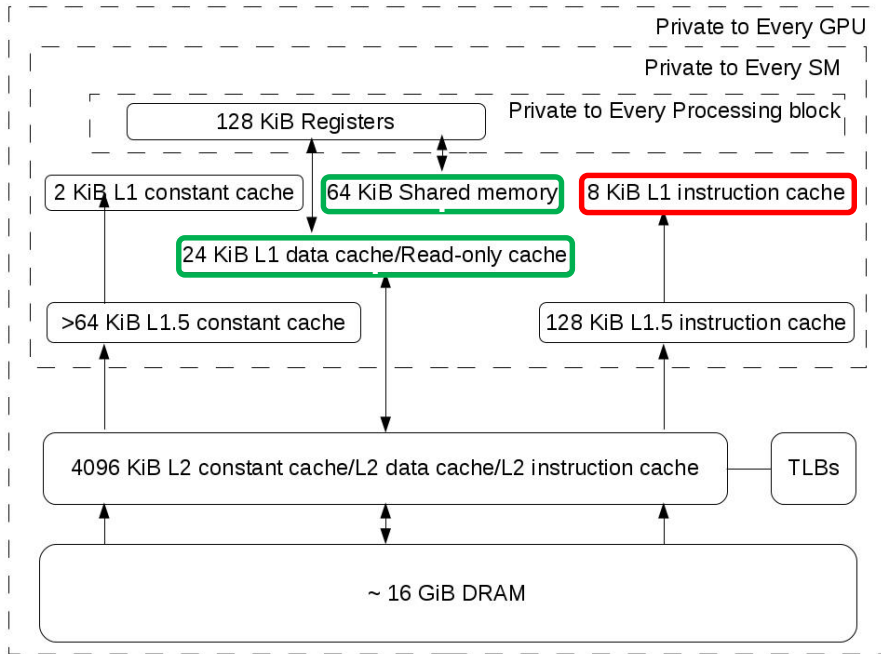 Private to Every GPU
Private to Every SM
Private to Every Processing block
128 KiB Registers
2 KiB L1 constant cache
64 KiB Shared memory
8 KiB L1 instruction cache
24 KiB L1 data cache/Read-only cache
>64 KiB L1.5 constant cache
128 KiB L1.5 instruction cache
4096 KiB L2 constant cache/L2 data cache/L2 instruction cache
TLBs
~ 16 GiB DRAM